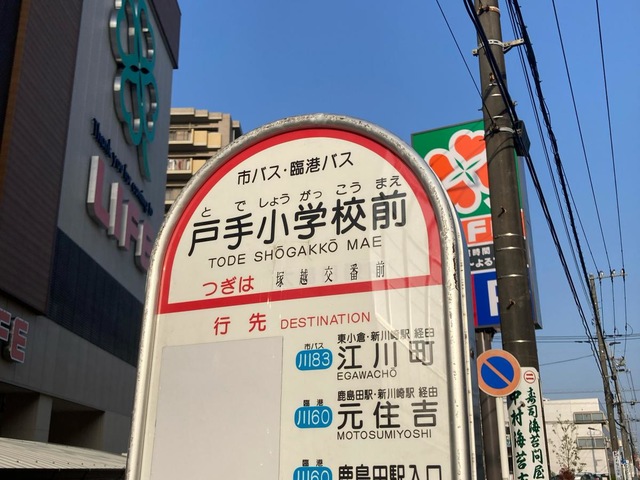 市バス・臨港バス
とでしょうがっこうまえ
戸手小学校前
TODE SHŌGAKKŌ MAE
つぎは 塚越交番前
行先 DESTINATION
市バス
川83
東小倉・新川崎駅 経由
江川町
EGAWACHŌ
臨港
川60
鹿島田駅・新川崎駅 経由
元住吉
MOTOSUMIYOSHI
臨港
川60
鹿島田駅入口
LIFE
P
寿司海苔問屋